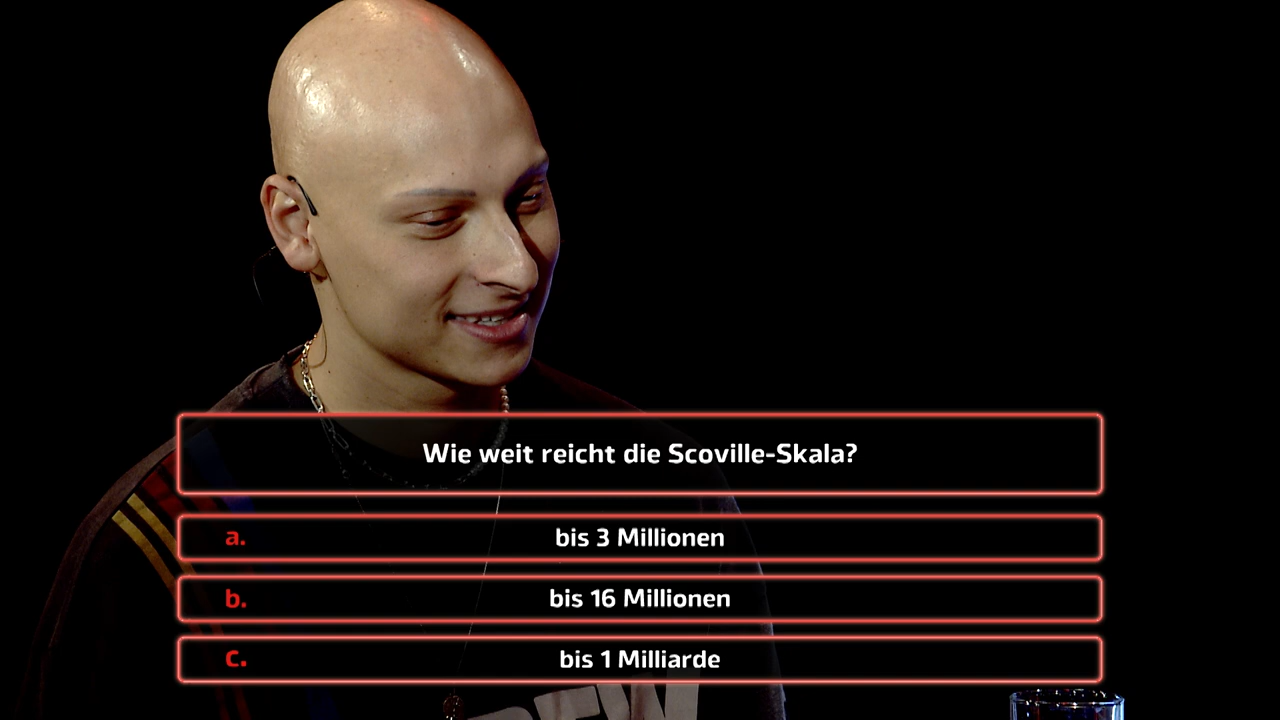 Wie weit reicht die Scoville-Skala?
a. bis 3 Millionen
b. bis 16 Millionen
c. bis 1 Milliarde